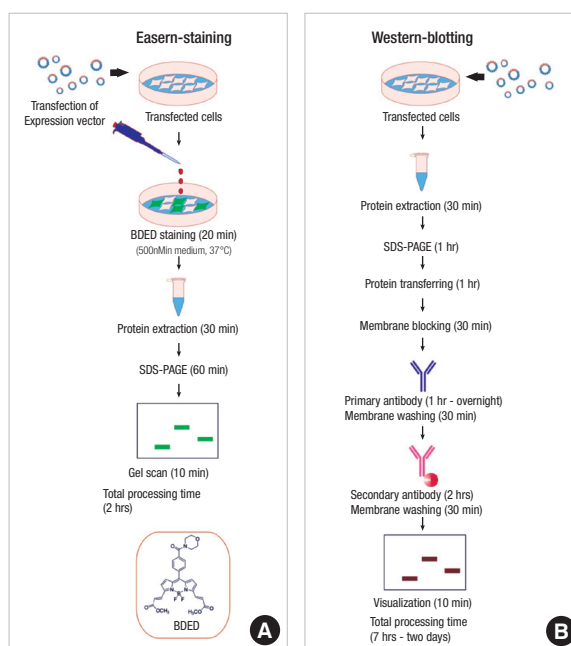 Easern-staining
Transfection of
Expression vector
Transfected cells
BDED staining (20 min)
(500nMin medium, 37°C)
Protein extraction (30 min)
SDS-PAGE (60 min)
Gel scan (10 min)
Total processing time
(2 hrs)
O
N
O
N
B
N
F
F
O
OCH₃
H₃CO
O
BDED
A
Western-blotting
Transfected cells
Protein extraction (30 min)
SDS-PAGE (1 hr)
Protein transferring (1 hr)
Membrane blocking (30 min)
Primary antibody (1 hr - overnight)
Membrane washing (30 min)
Secondary antibody (2 hrs)
Membrane washing (30 min)
Visualization (10 min)
Total processing time
(7 hrs - two days)
B